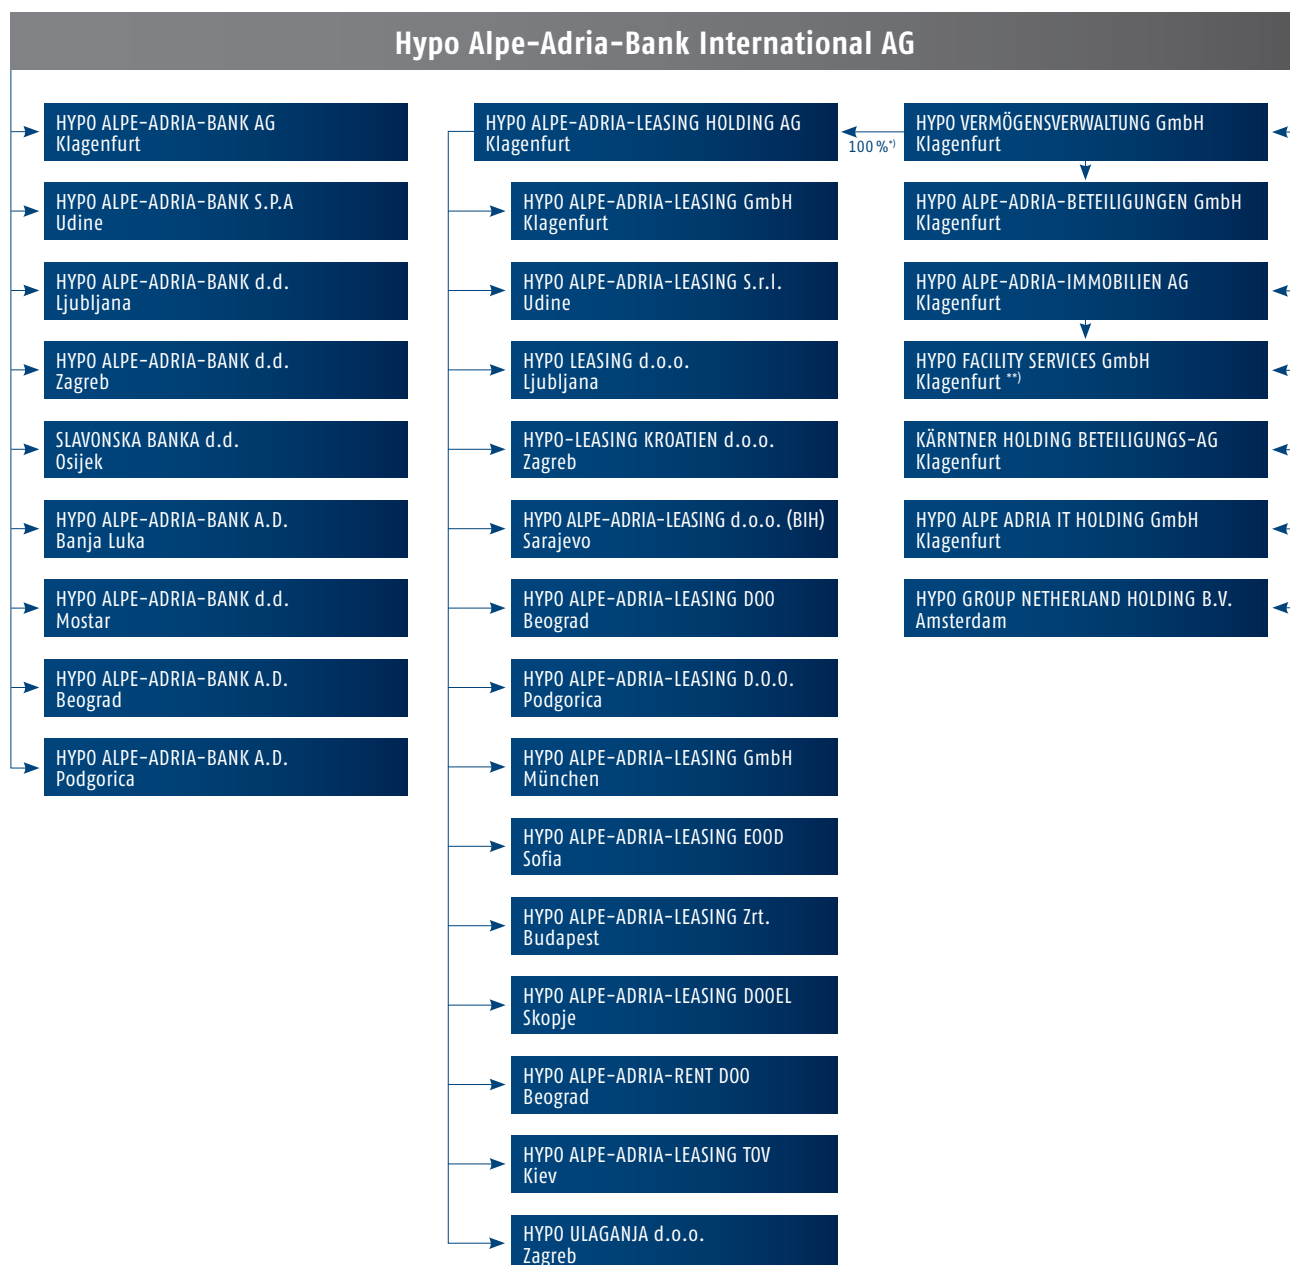 Hypo Alpe-Adria-Bank International AG
HYPO ALPE-ADRIA-BANK AG
Klagenfurt
HYPO ALPE-ADRIA-BANK S.P.A
Udine
HYPO ALPE-ADRIA-BANK d.d.
Ljubljana
HYPO ALPE-ADRIA-BANK d.d.
Zagreb
SLAVONSKA BANKA d.d.
Osijek
HYPO ALPE-ADRIA-BANK A.D.
Banja Luka
HYPO ALPE-ADRIA-BANK d.d.
Mostar
HYPO ALPE-ADRIA-BANK A.D.
Beograd
HYPO ALPE-ADRIA-BANK A.D.
Podgorica
HYPO ALPE-ADRIA-LEASING HOLDING AG
Klagenfurt
100 %*)
HYPO ALPE-ADRIA-LEASING GmbH
Klagenfurt
HYPO ALPE-ADRIA-LEASING S.r.l.
Udine
HYPO LEASING d.o.o.
Ljubljana
HYPO-LEASING KROATIEN d.o.o.
Zagreb
HYPO ALPE-ADRIA-LEASING d.o.o. (BIH)
Sarajevo
HYPO ALPE-ADRIA-LEASING DOO
Beograd
HYPO ALPE-ADRIA-LEASING D.O.O.
Podgorica
HYPO ALPE-ADRIA-LEASING GmbH
München
HYPO ALPE-ADRIA-LEASING EOOD
Sofia
HYPO ALPE-ADRIA-LEASING Zrt.
Budapest
HYPO ALPE-ADRIA-LEASING DOOEL
Skopje
HYPO ALPE-ADRIA-RENT DOO
Beograd
HYPO ALPE-ADRIA-LEASING TOV
Kiev
HYPO ULAGANJA d.o.o.
Zagreb
HYPO VERMÖGENSVERWALTUNG GmbH
Klagenfurt
HYPO ALPE-ADRIA-BETEILIGUNGEN GmbH
Klagenfurt
HYPO ALPE-ADRIA-IMMOBILIEN AG
Klagenfurt
HYPO FACILITY SERVICES GmbH
Klagenfurt **)
KÄRNTNER HOLDING BETEILIGUNGS-AG
Klagenfurt
HYPO ALPE ADRIA IT HOLDING GmbH
Klagenfurt
HYPO GROUP NETHERLAND HOLDING B.V.
Amsterdam